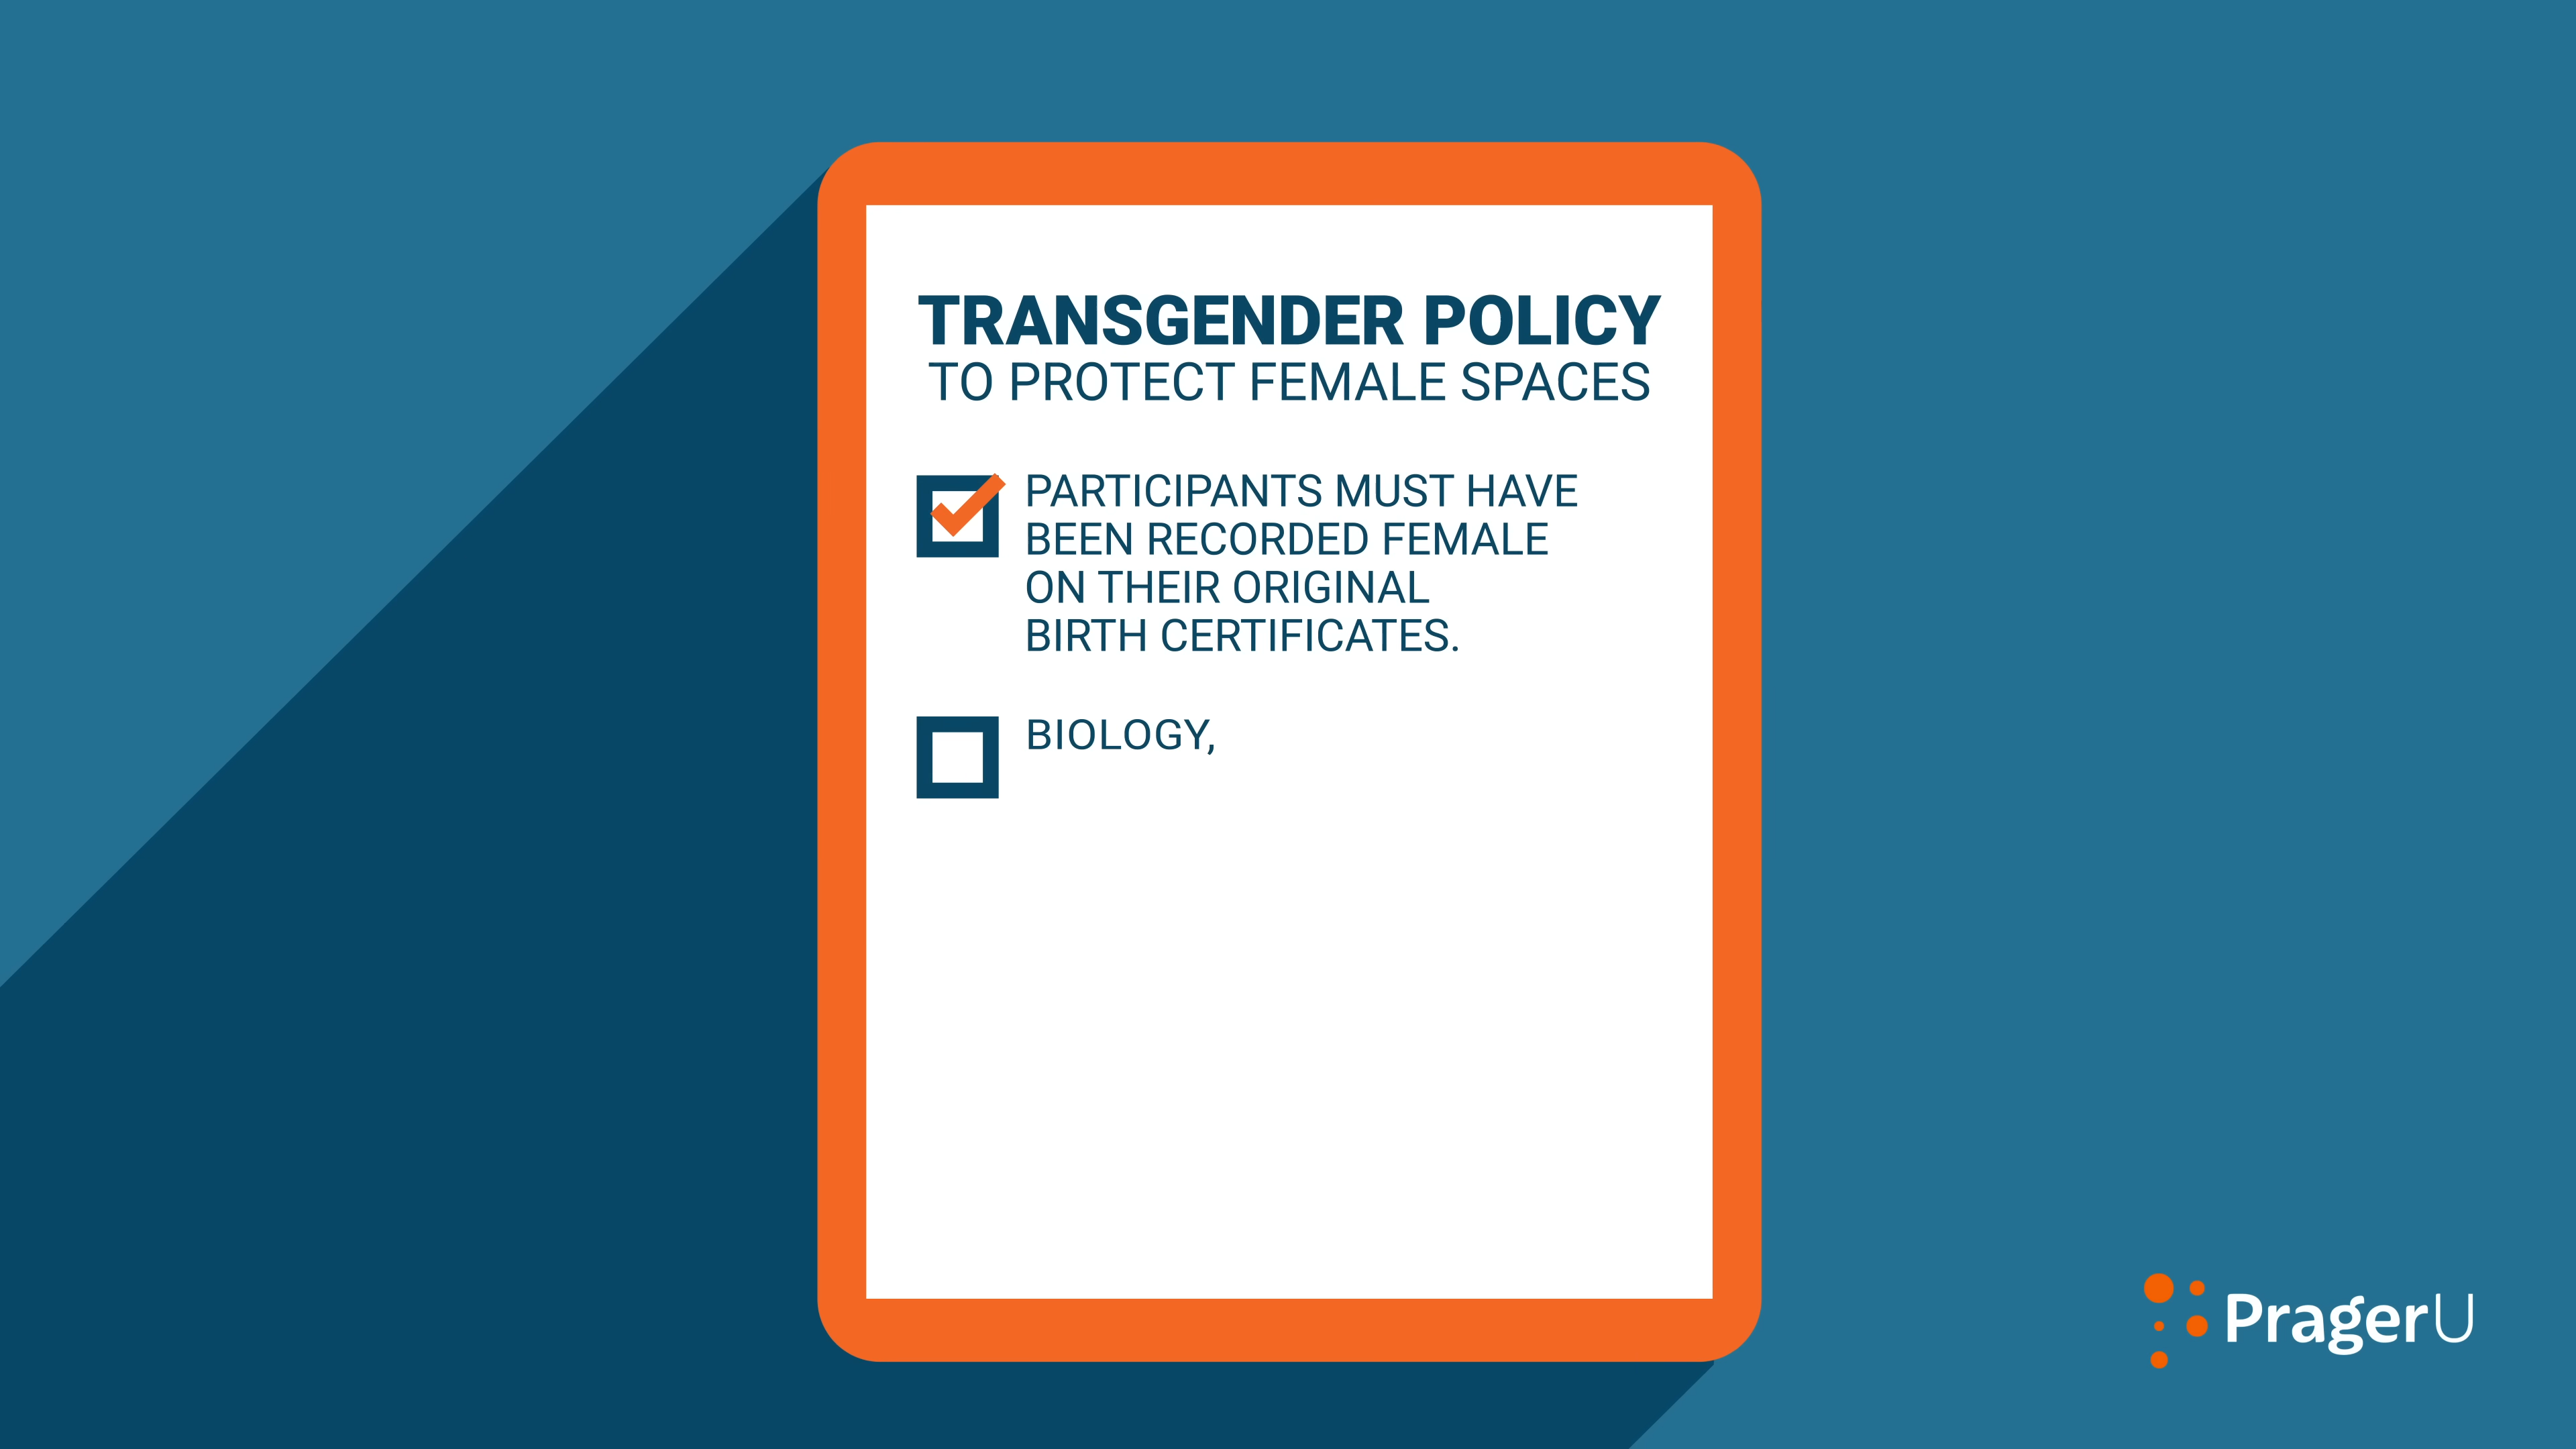 TRANSGENDER POLICY
TO PROTECT FEMALE SPACES
PARTICIPANTS MUST HAVE
BEEN RECORDED FEMALE
ON THEIR ORIGINAL
BIRTH CERTIFICATES.
BIOLOGY,
PragerU